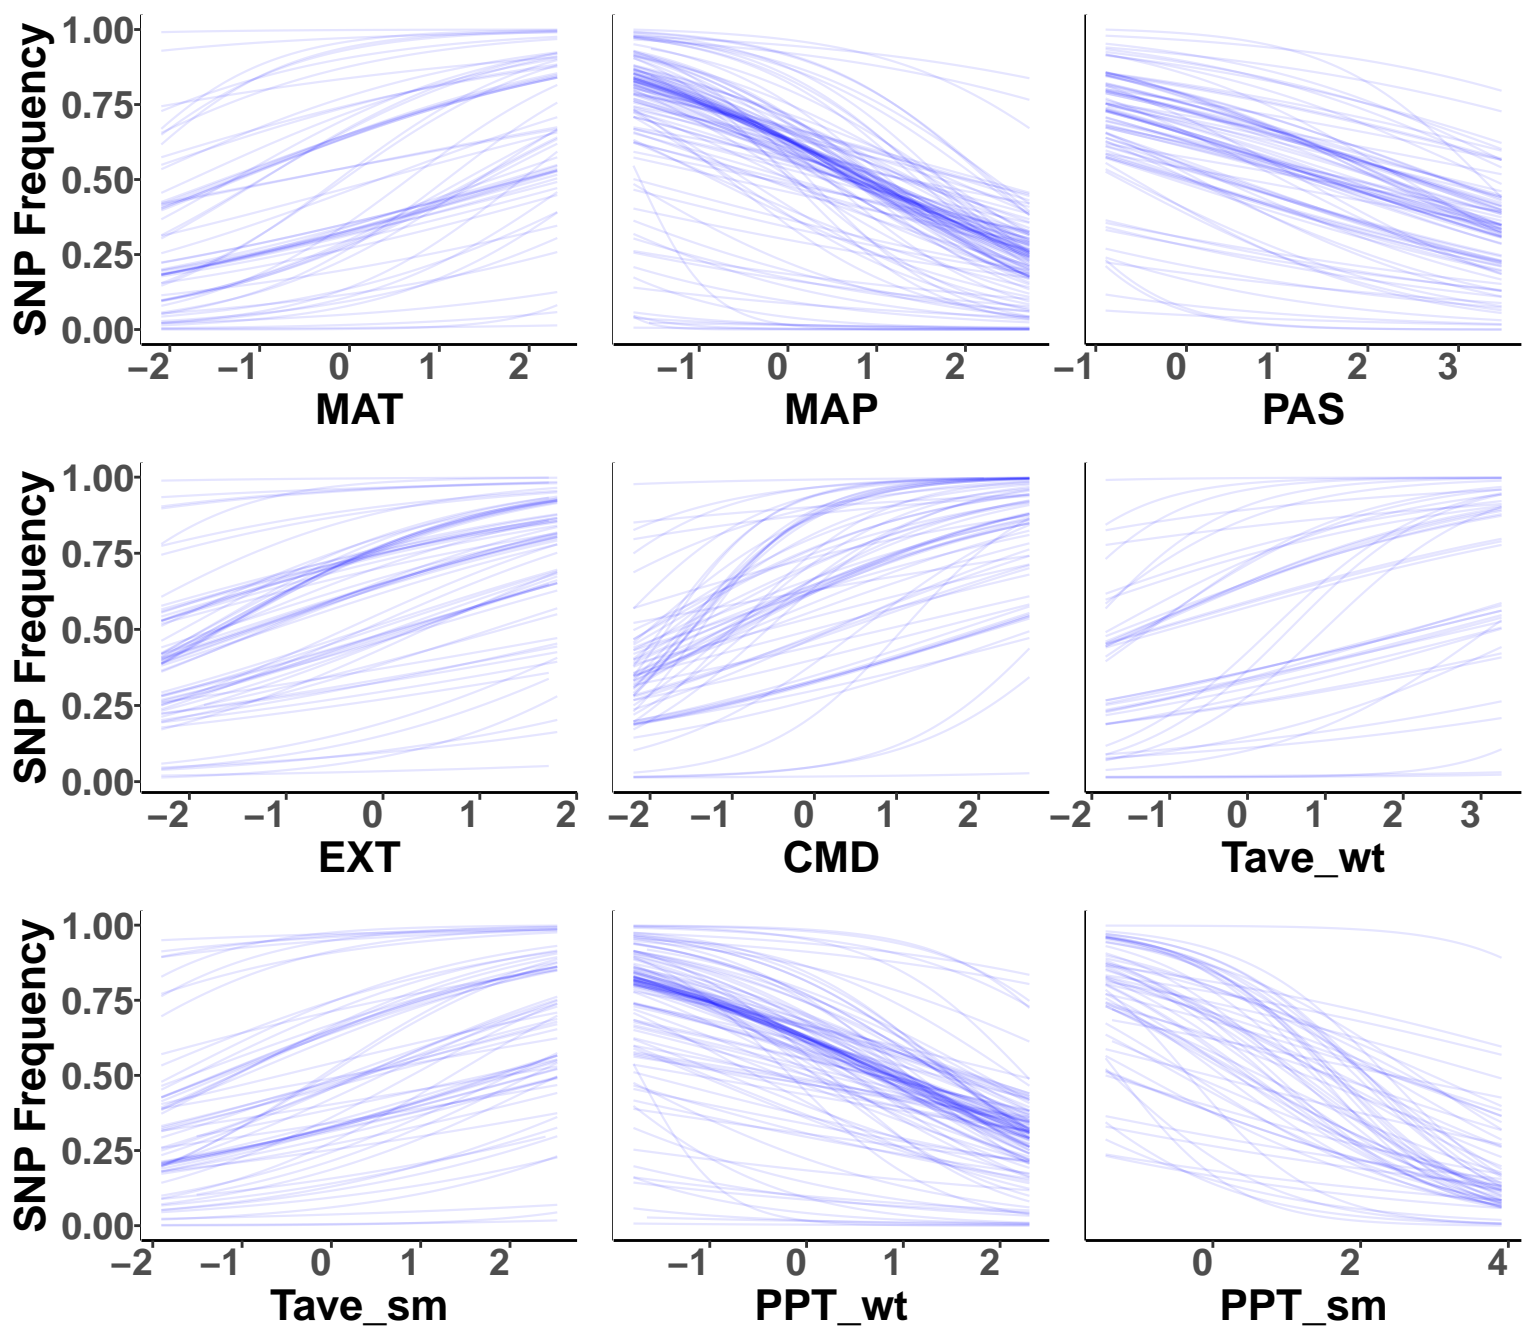 SNP Frequency
1.00
0.75
0.50
0.25
0.00
−2 −1 0 1 2
MAT
−1 0 1 2
MAP
−1 0 1 2 3
PAS
SNP Frequency
1.00
0.75
0.50
0.25
0.00
−2 −1 0 1 2
EXT
−2 −1 0 1 2
CMD
−2 −1 0 1 2 3
Tave_wt
SNP Frequency
1.00
0.75
0.50
0.25
0.00
−2 −1 0 1 2
Tave_sm
−1 0 1 2
PPT_wt
0 2 4
PPT_sm